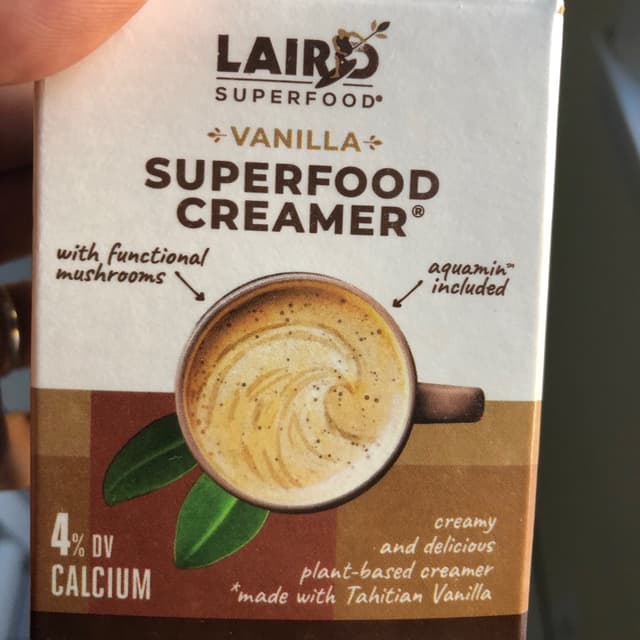 LAIRD
SUPERFOOD®
VANILLA
SUPERFOOD
CREAMER®
with functional
mushrooms
aquamin™
included
4% DV
CALCIUM
creamy
and delicious
plant-based creamer
*made with Tahitian Vanilla